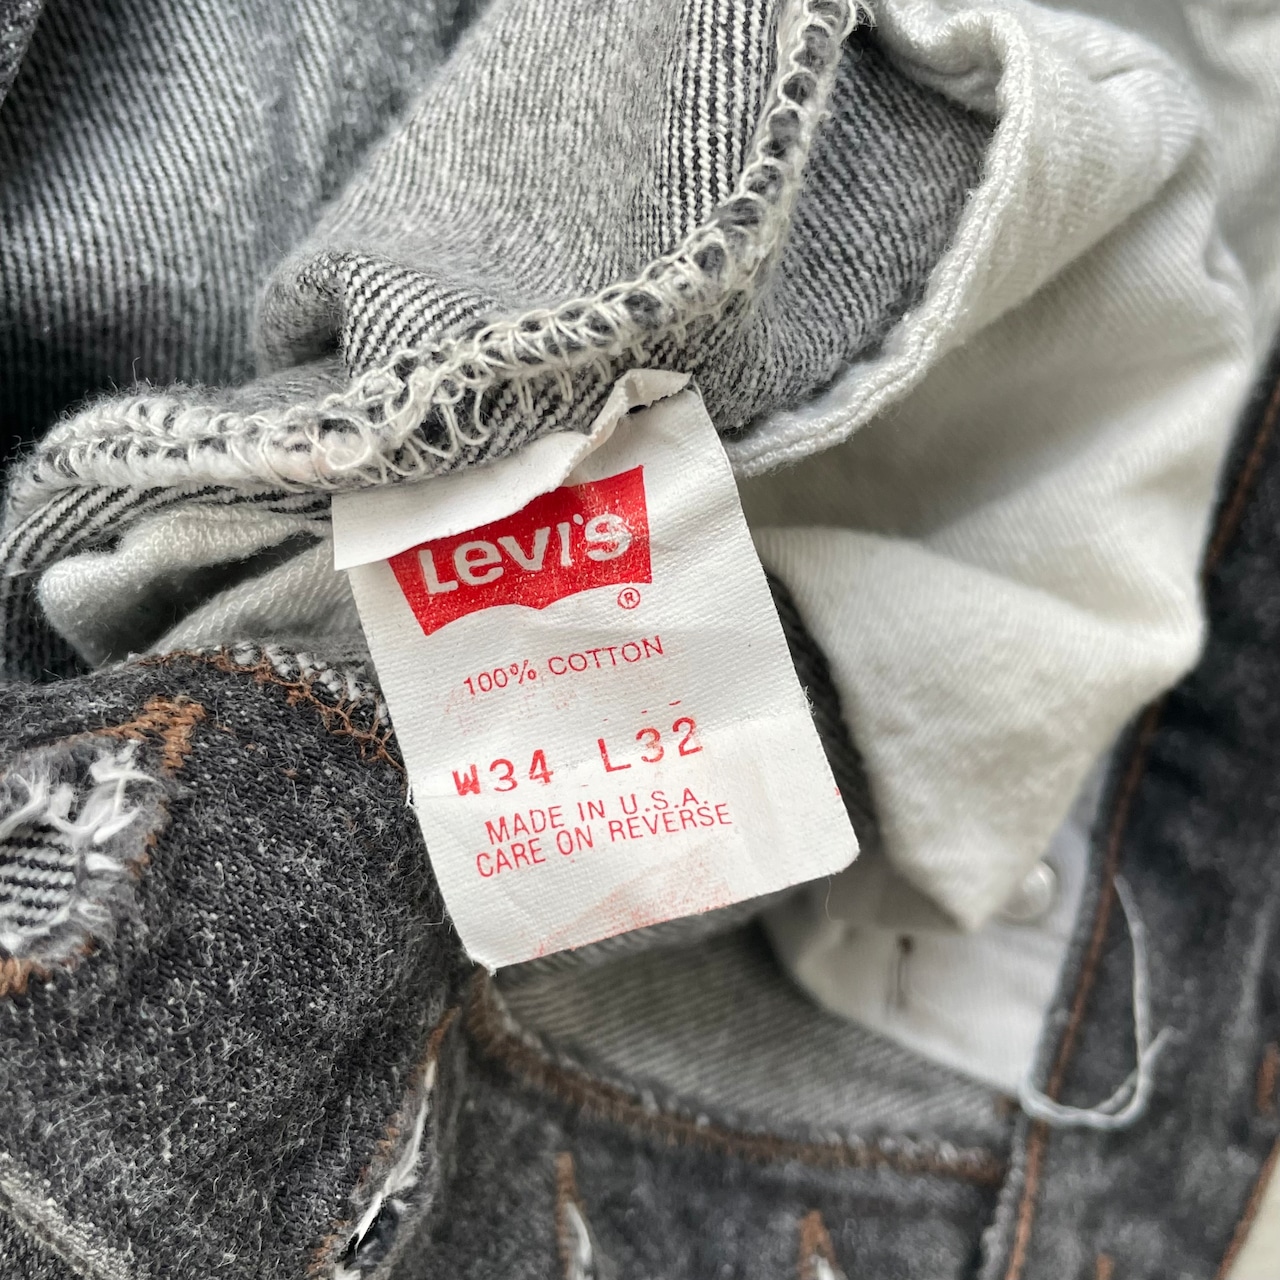 Levi's
®
100% COTTON
W34 L32
MADE IN U.S.A.
CARE ON REVERSE